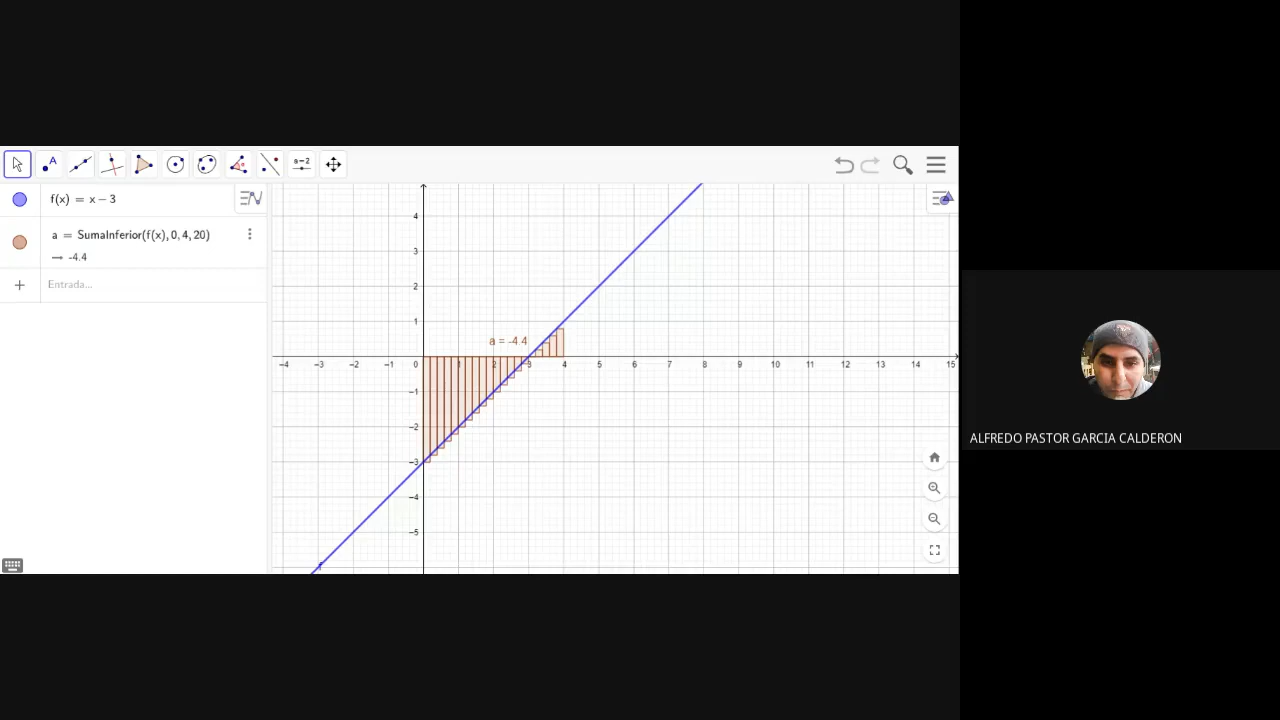 A
a=2
f(x) = x − 3
a = SumaInferior(f(x), 0, 4, 20)
→ -4.4
+ Entrada...
4
3
2
1
a = -4.4
−4 −3 −2 −1 0 1 2 3 4 5 6 7 8 9 10 11 12 13 14 15
−1
−2
−3
−4
−5
f
ALFREDO PASTOR GARCIA CALDERON